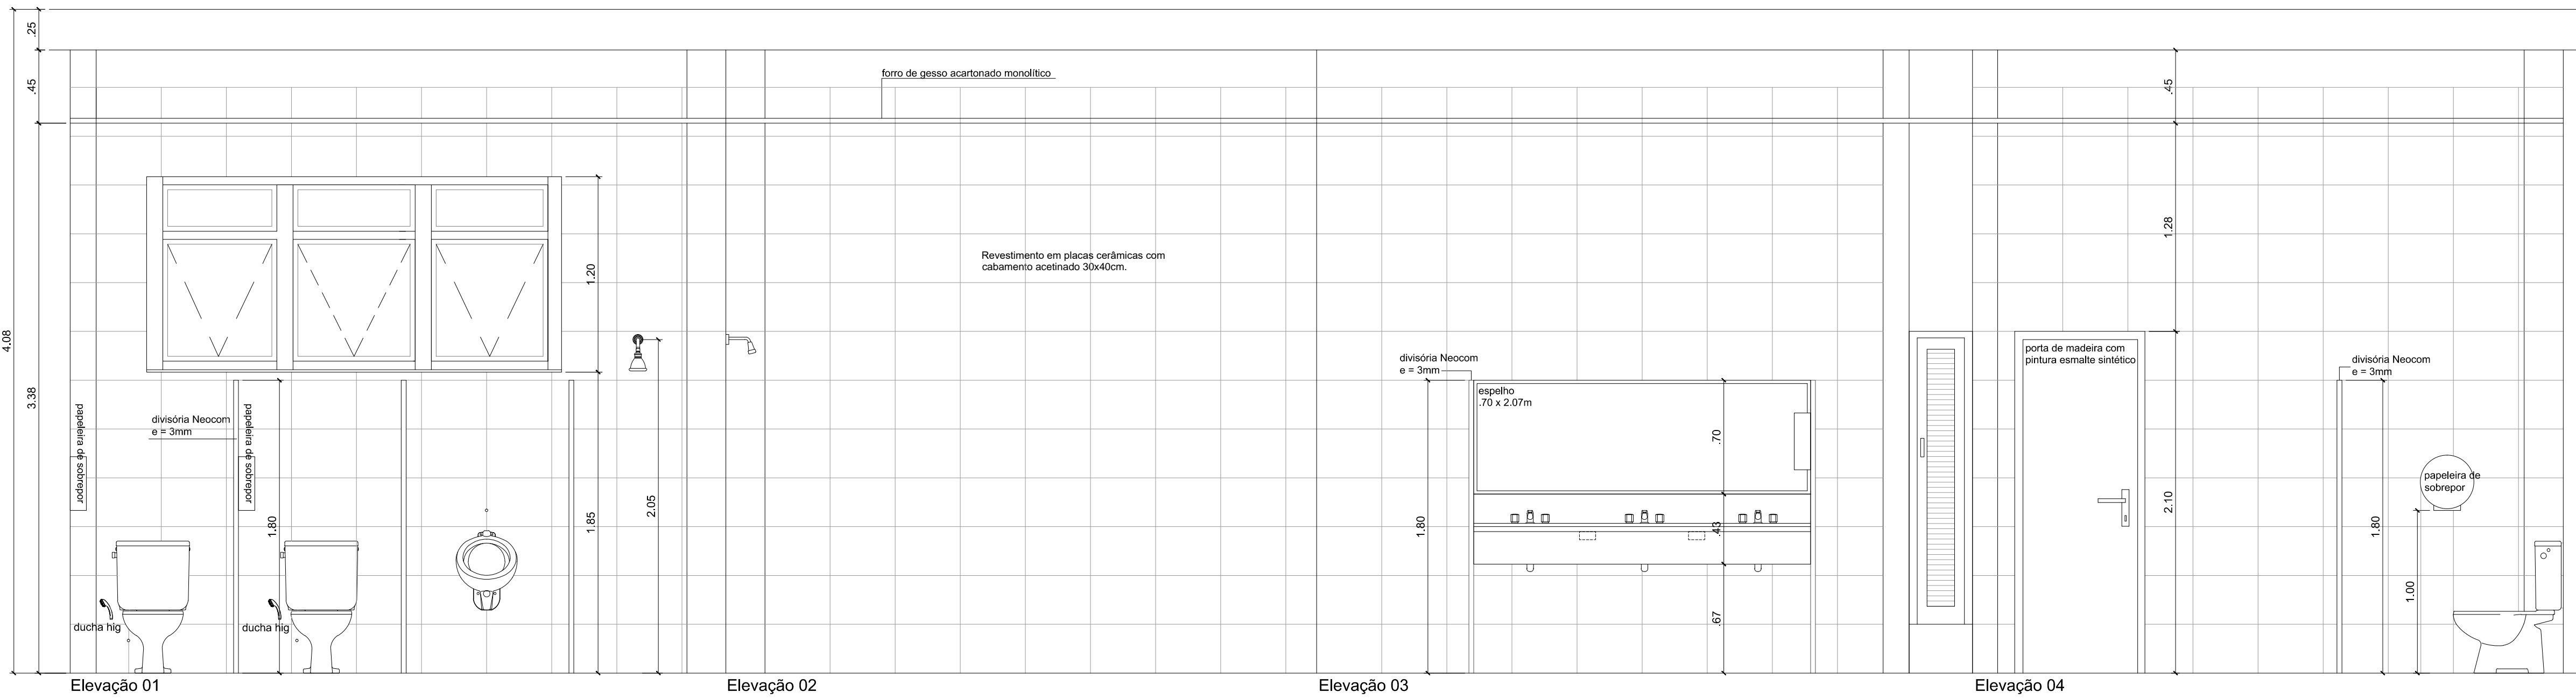 .25
.45
4.08
3.38
forro de gesso acartonado monolítico
.45
1.28
1.20
Revestimento em placas cerâmicas com
cabamento acetinado 30x40cm.
papeleira de sobrepor
divisória Neocom
e = 3mm
papeleira de sobrepor
1.80
1.85
2.05
ducha hig
ducha hig
divisória Neocom
e = 3mm
1.80
espelho
.70 x 2.07m
.70
.43
.67
porta de madeira com
pintura esmalte sintético
2.10
divisória Neocom
e = 3mm
1.80
papeleira de
sobrepor
1.00
Elevação 01
Elevação 02
Elevação 03
Elevação 04